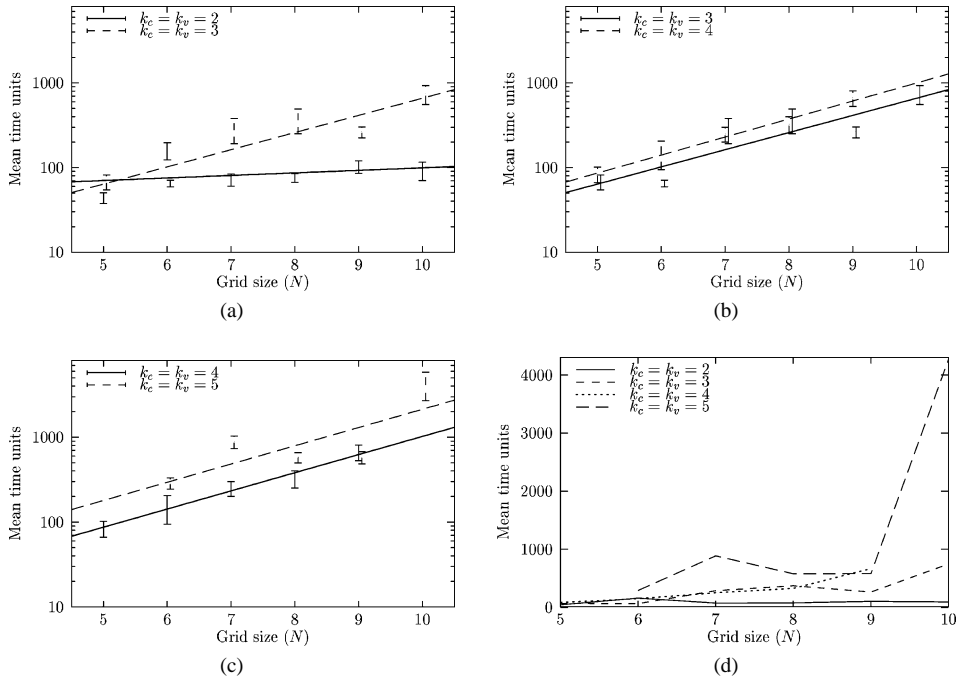 k_c = k_v = 2
k_c = k_v = 3
1000
100
10
Mean time units
5 6 7 8 9 10
Grid size (N)
(a)
k_c = k_v = 3
k_c = k_v = 4
1000
100
10
Mean time units
5 6 7 8 9 10
Grid size (N)
(b)
k_c = k_v = 4
k_c = k_v = 5
1000
100
10
Mean time units
5 6 7 8 9 10
Grid size (N)
(c)
k_c = k_v = 2
k_c = k_v = 3
k_c = k_v = 4
k_c = k_v = 5
4000
3000
2000
1000
0
Mean time units
5 6 7 8 9 10
Grid size (N)
(d)